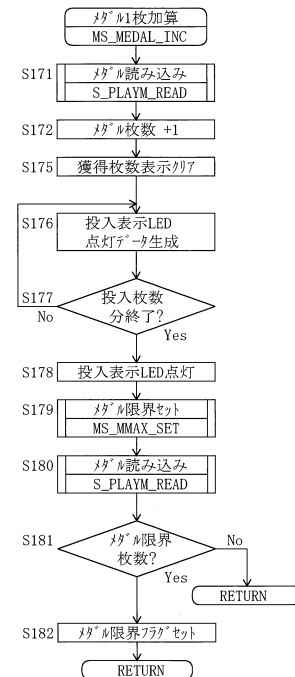 ﾒﾀﾞﾙ1枚加算
MS_MEDAL_INC
S171
ﾒﾀﾞﾙ読み込み
S_PLAYM_READ
S172
ﾒﾀﾞﾙ枚数 +1
S175
獲得枚数表示ｸﾘｱ
S176
投入表示LED
点灯ﾃﾞｰﾀ生成
S177
投入枚数
分終了?
No
Yes
S178
投入表示LED点灯
S179
ﾒﾀﾞﾙ限界ｾｯﾄ
MS_MMAX_SET
S180
ﾒﾀﾞﾙ読み込み
S_PLAYM_READ
S181
ﾒﾀﾞﾙ限界
枚数?
No
Yes
RETURN
S182
ﾒﾀﾞﾙ限界ﾌﾗｸﾞｾｯﾄ
RETURN